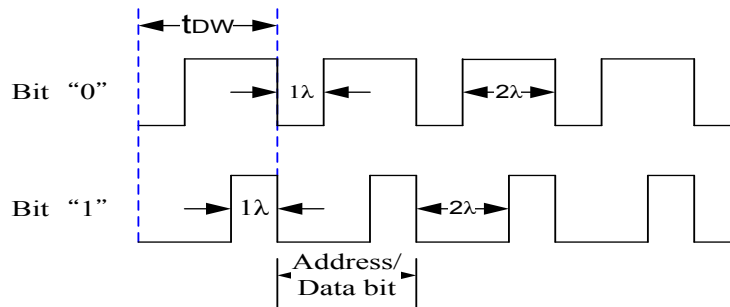 tDW
Bit “0”
1λ
2λ
Bit “1”
1λ
2λ
Address/
Data bit